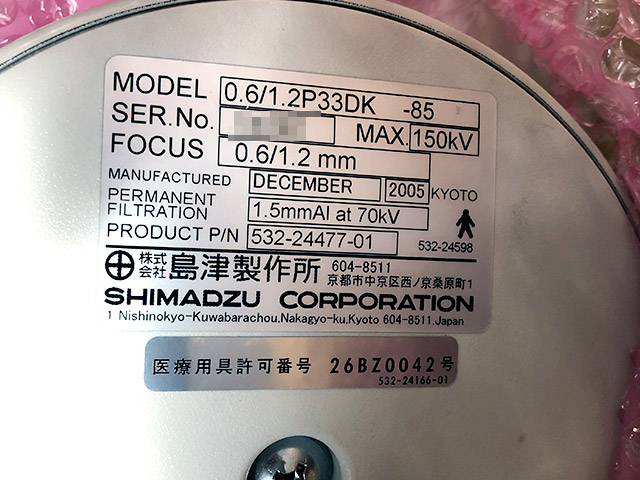 MODEL 0.6/1.2P33DK -85
SER.No. MAX. 150kV
FOCUS 0.6/1.2 mm
MANUFACTURED DECEMBER 2005 KYOTO
PERMANENT FILTRATION 1.5mmAl at 70kV
PRODUCT P/N 532-24477-01 532-24598
株式会社 島津製作所 604-8511
京都市中京区西ノ京桑原町1
SHIMADZU CORPORATION
1 Nishinokyo-Kuwabarachou,Nakagyo-ku,Kyoto 604-8511,Japan
医療用具許可番号 26BZ0042号
532-24166-01